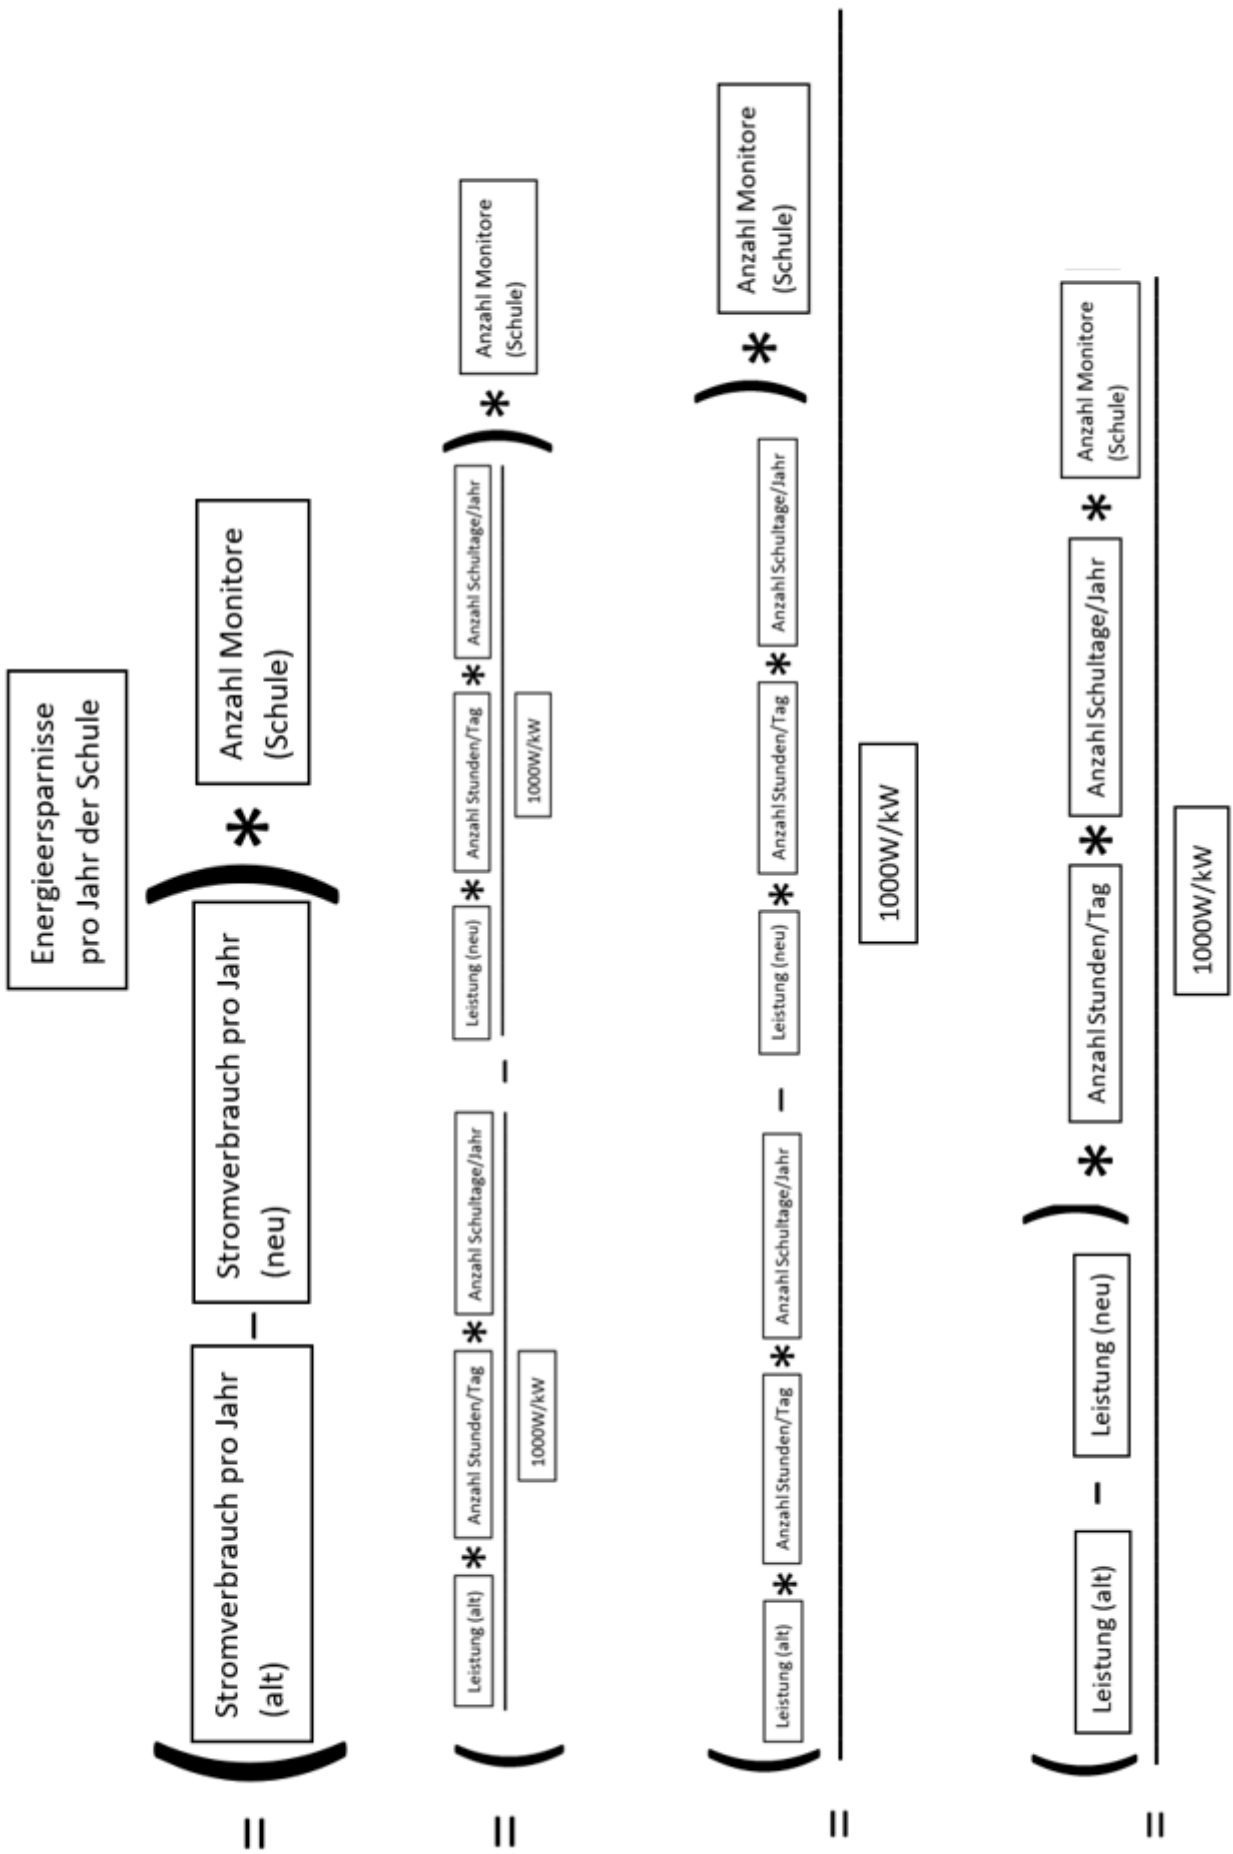 Energieersparnisse
pro Jahr der Schule
= ( Stromverbrauch pro Jahr
(alt)
– Stromverbrauch pro Jahr
(neu)
) * Anzahl Monitore
(Schule)
= ( Leistung (alt) * Anzahl Stunden/Tag * Anzahl Schultage/Jahr
1000W/kW
– Leistung (neu) * Anzahl Stunden/Tag * Anzahl Schultage/Jahr
1000W/kW
) * Anzahl Monitore
(Schule)
= ( Leistung (alt) * Anzahl Stunden/Tag * Anzahl Schultage/Jahr – Leistung (neu) * Anzahl Stunden/Tag * Anzahl Schultage/Jahr ) * Anzahl Monitore
(Schule)
1000W/kW
= ( Leistung (alt) – Leistung (neu) ) * Anzahl Stunden/Tag * Anzahl Schultage/Jahr * Anzahl Monitore
(Schule)
1000W/kW